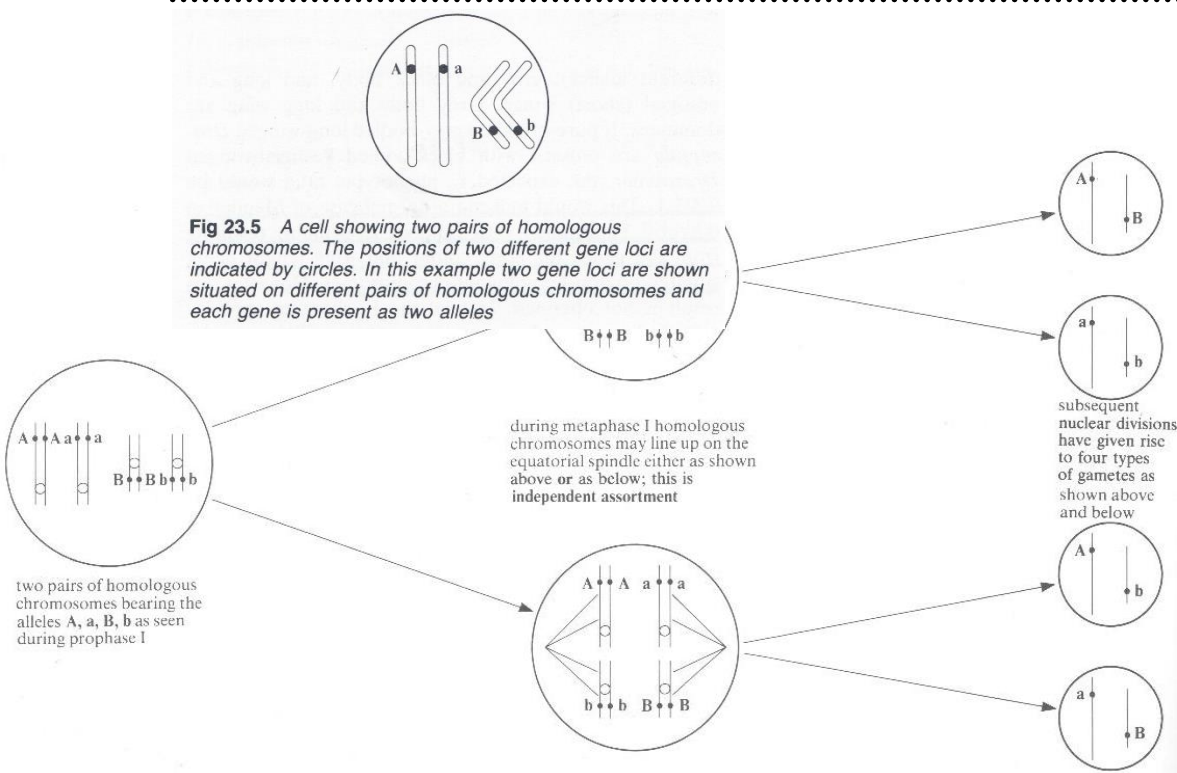 A a
B b
Fig 23.5 A cell showing two pairs of homologous
chromosomes. The positions of two different gene loci are
indicated by circles. In this example two gene loci are shown
situated on different pairs of homologous chromosomes and
each gene is present as two alleles
B B b b
A A a a
B B b b
two pairs of homologous
chromosomes bearing the
alleles A, a, B, b as seen
during prophase I
during metaphase I homologous
chromosomes may line up on the
equatorial spindle either as shown
above or as below; this is
independent assortment
A A a a
b b B B
A
B
a
b
subsequent
nuclear divisions
have given rise
to four types
of gametes as
shown above
and below
A
b
a
B